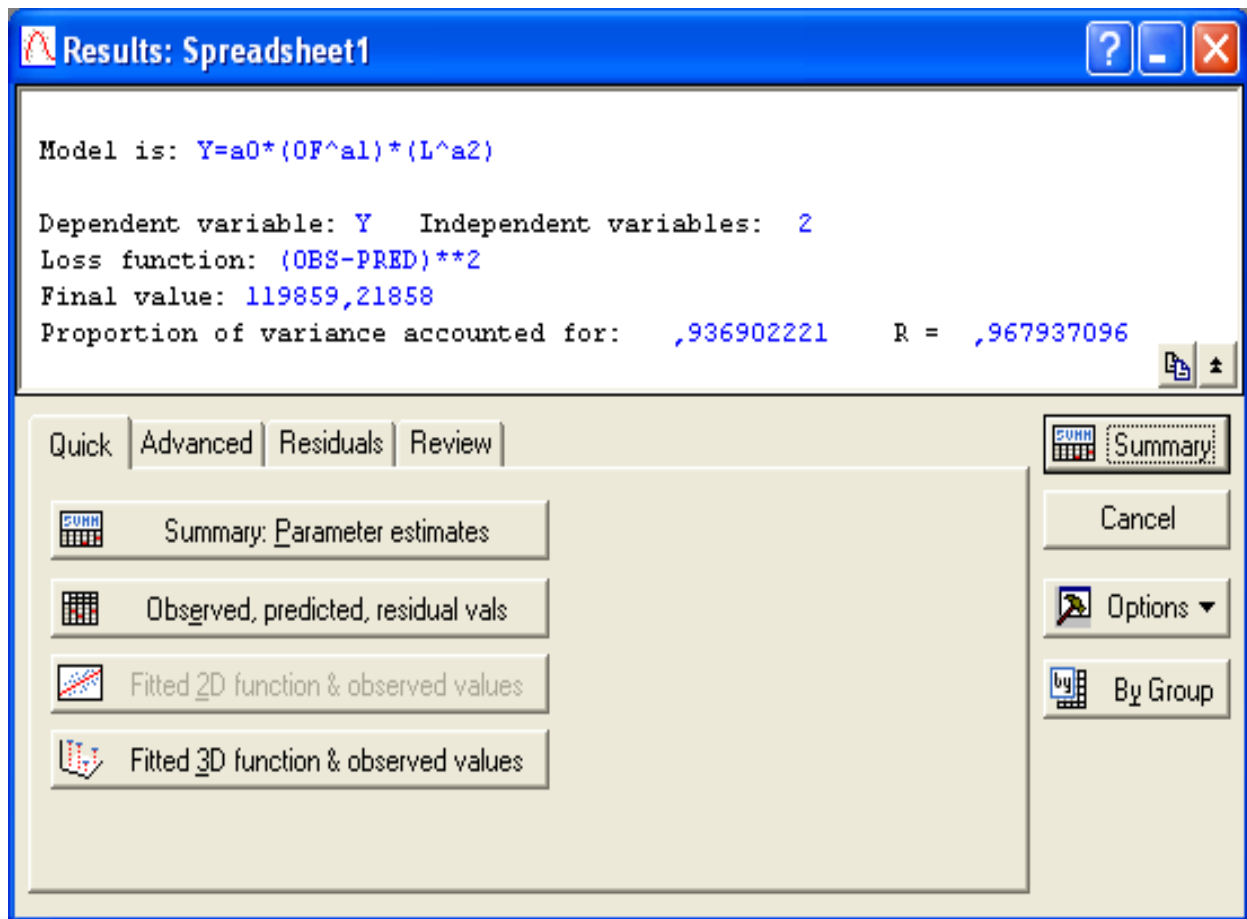 Results: Spreadsheet1
Model is: Y=a0*(OF^a1)*(L^a2)
Dependent variable: Y Independent variables: 2
Loss function: (OBS-PRED)**2
Final value: 119859,21858
Proportion of variance accounted for: ,936902221 R = ,967937096
Quick Advanced Residuals Review
Summary
Summary: Parameter estimates
Cancel
Observed, predicted, residual vals
Options
Fitted 2D function & observed values
By Group
Fitted 3D function & observed values